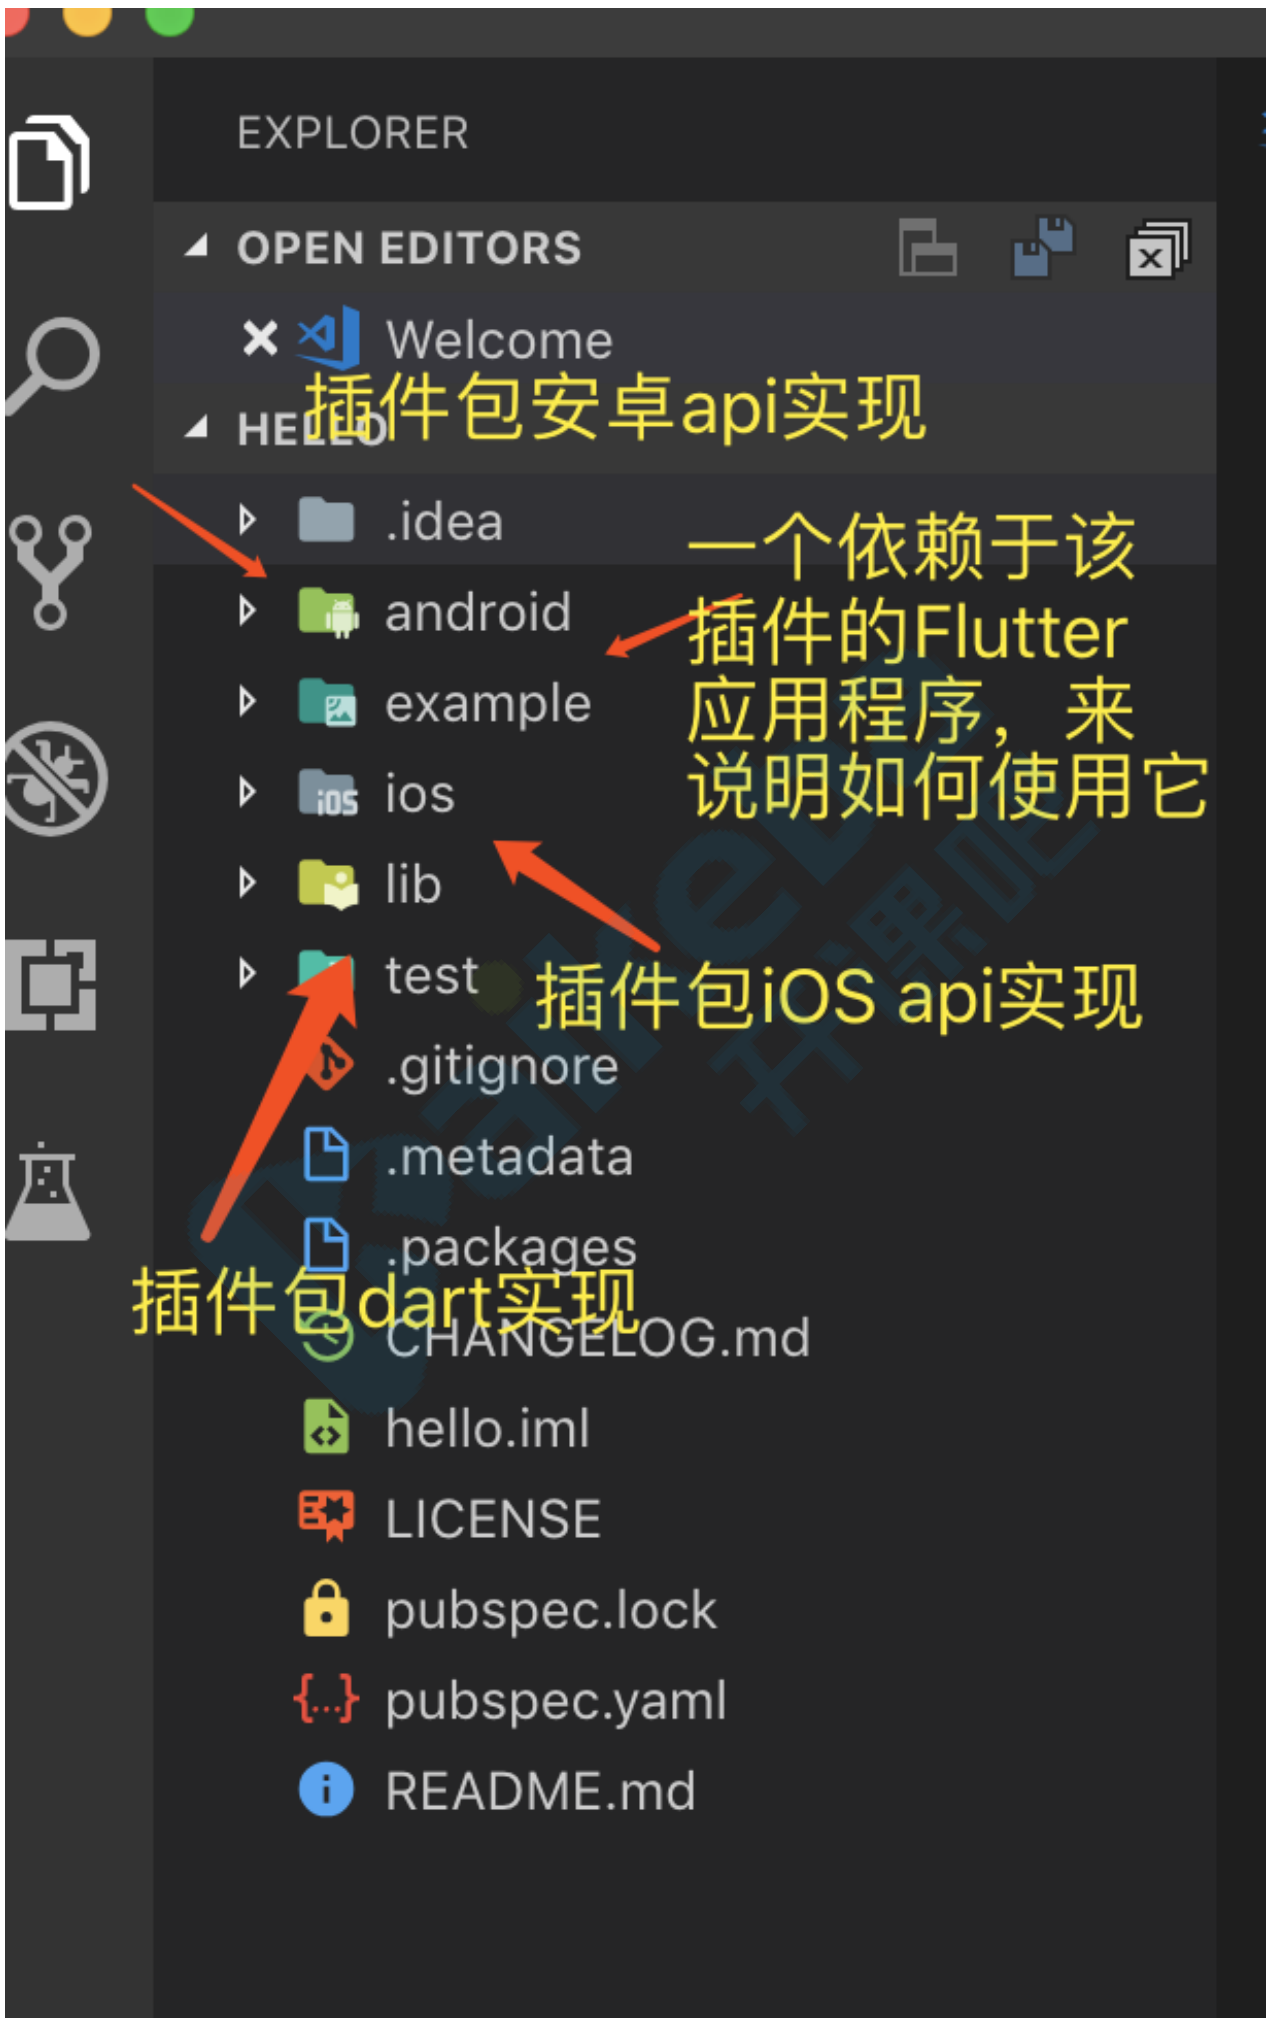 EXPLORER
OPEN EDITORS
Welcome
插件包安卓api实现
HELLO
.idea
一个依赖于该
android
插件的Flutter
example
应用程序，来
说明如何使用它
ios
lib
test
插件包iOS api实现
.gitignore
.metadata
.packages
插件包dart实现
CHANGELOG.md
hello.iml
LICENSE
pubspec.lock
pubspec.yaml
README.md
Kaikeba
开课吧